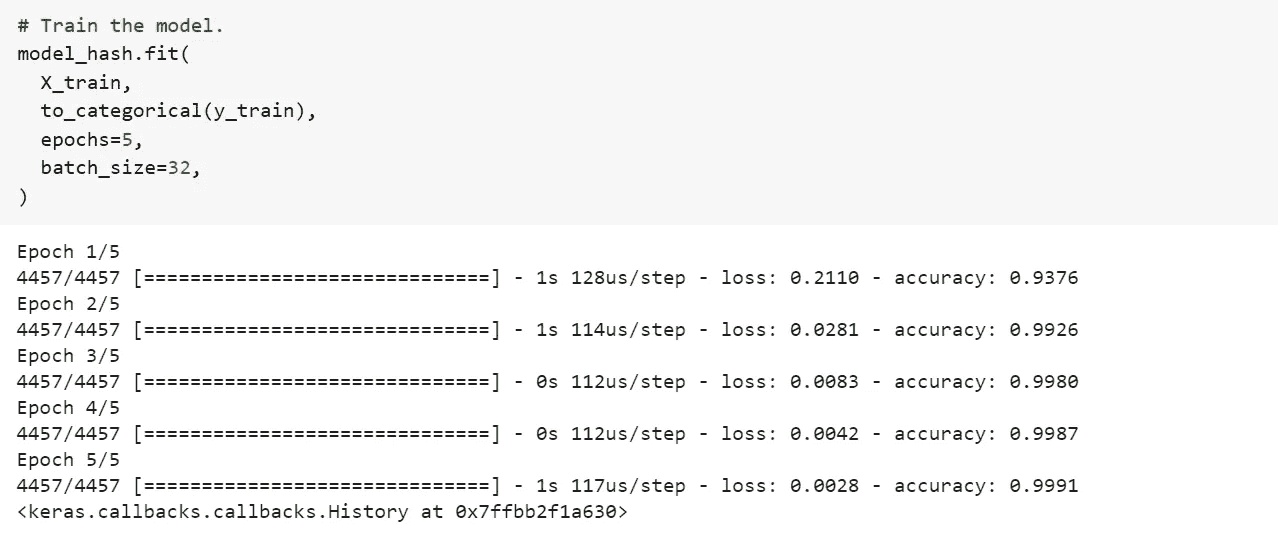 # Train the model.
model_hash.fit(
  X_train,
  to_categorical(y_train),
  epochs=5,
  batch_size=32,
)
Epoch 1/5
4457/4457 [==============================] - 1s 128us/step - loss: 0.2110 - accuracy: 0.9376
Epoch 2/5
4457/4457 [==============================] - 1s 114us/step - loss: 0.0281 - accuracy: 0.9926
Epoch 3/5
4457/4457 [==============================] - 0s 112us/step - loss: 0.0083 - accuracy: 0.9980
Epoch 4/5
4457/4457 [==============================] - 0s 112us/step - loss: 0.0042 - accuracy: 0.9987
Epoch 5/5
4457/4457 [==============================] - 1s 117us/step - loss: 0.0028 - accuracy: 0.9991
<keras.callbacks.callbacks.History at 0x7ffbb2f1a630>